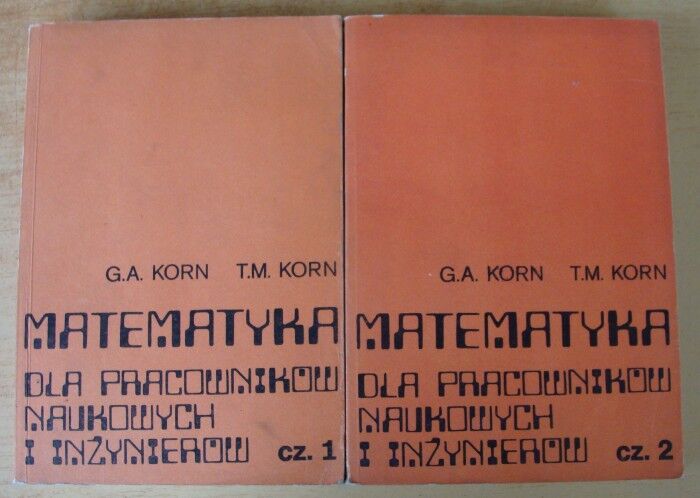 G.A. KORN T.M. KORN
MATEMATYKA
DLA PRACOWNIKÓW
NAUKOWYCH
I INŻYNIERÓW cz. 1
G.A. KORN T.M. KORN
MATEMATYKA
DLA PRACOWNIKÓW
NAUKOWYCH
I INŻYNIERÓW cz. 2